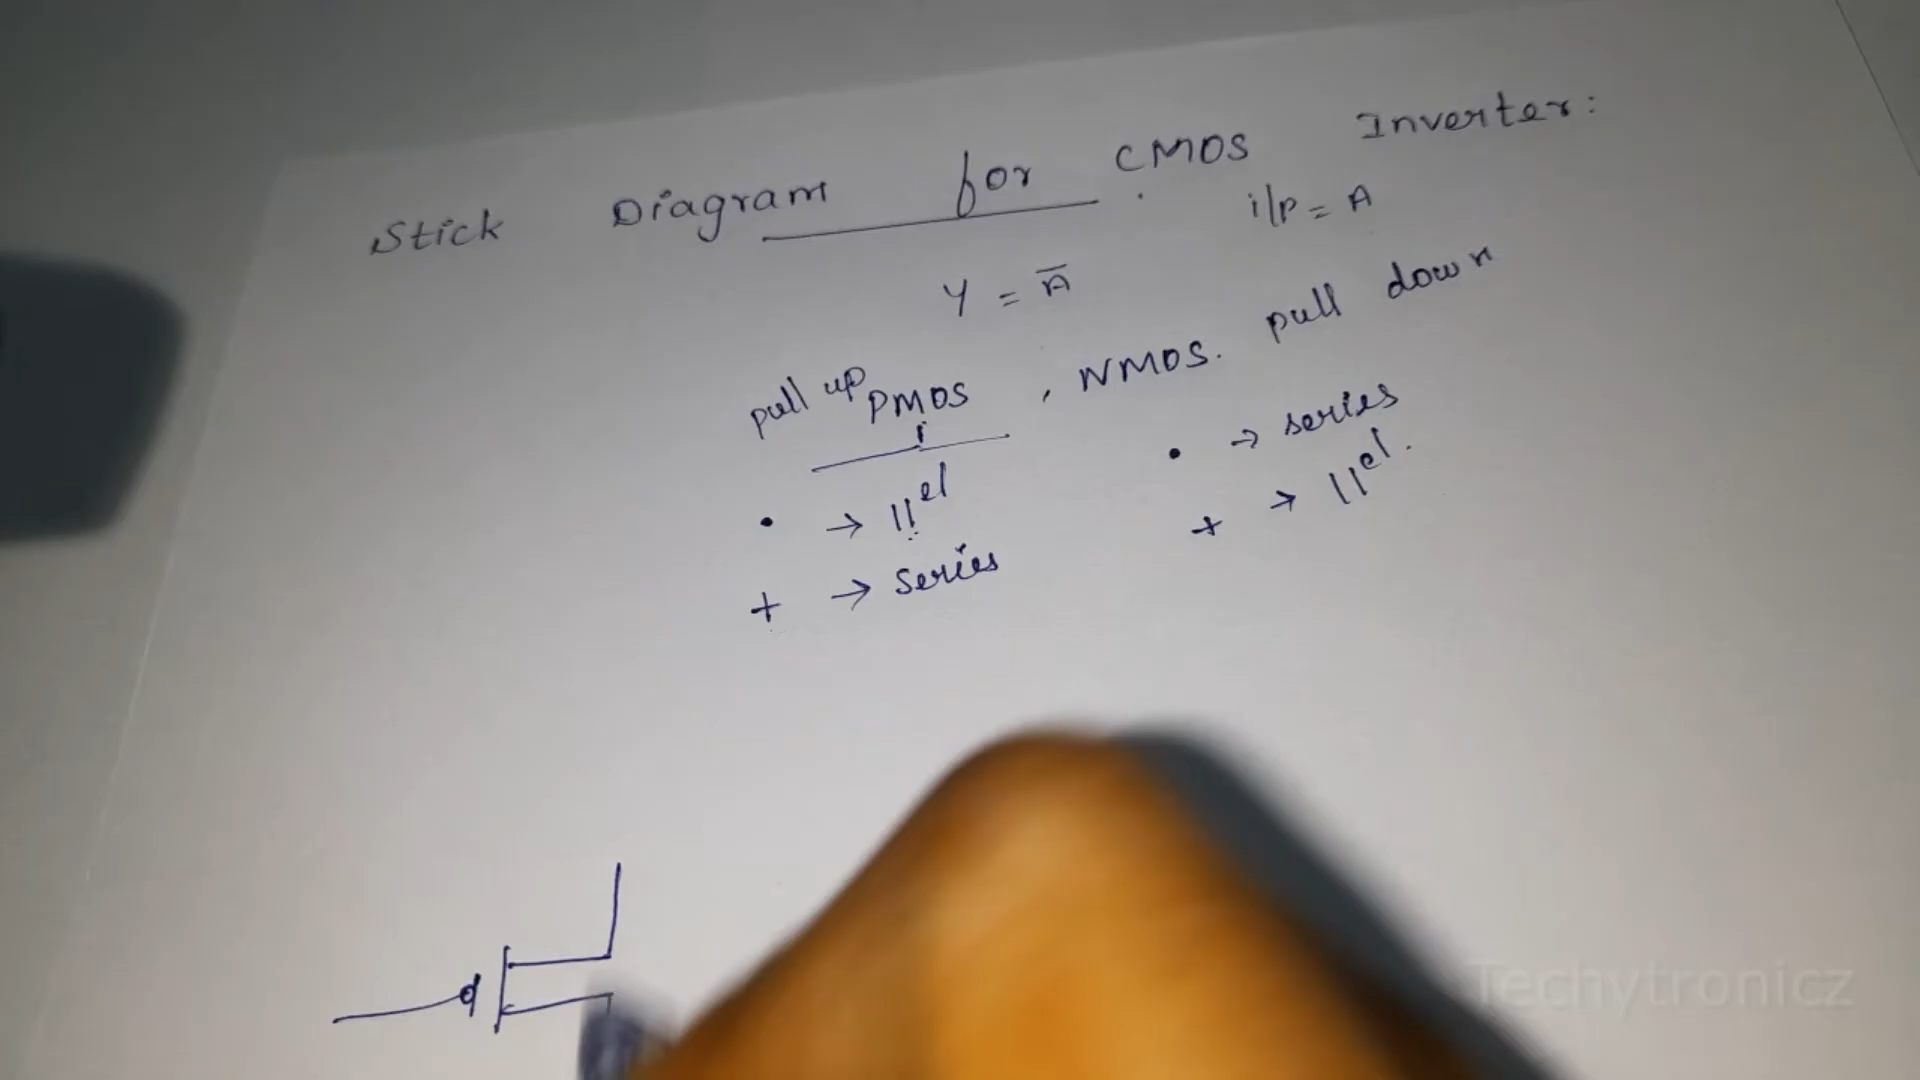 Stick Diagram for CMOS Inverter:
i/p = A
Y = A̅
pull up PMOS , NMOS. pull down
• → ||el
• → series
+ → series
+ → ||el.
Techytronicz